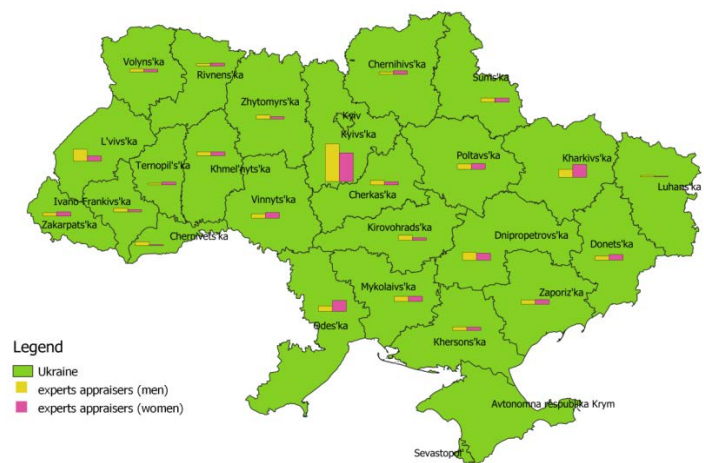 Volyns'ka
Rivnens'ka
Chernihivs'ka
Sums'ka
Zhytomyrs'ka
Kyiv
Kyivs'ka
L'vivs'ka
Ternopil's'ka
Khmel'nyts'ka
Poltavs'ka
Kharkivs'ka
Luhans'ka
Ivano-Frankivs'ka
Zakarpats'ka
Vinnyts'ka
Cherkas'ka
Chernivets'ka
Kirovohrads'ka
Dnipropetrovs'ka
Donets'ka
Mykolaivs'ka
Zaporiz'ka
Odes'ka
Khersons'ka
Legend
Ukraine
experts appraisers (men)
experts appraisers (women)
Avtonomna respublika Krym
Sevastopol'